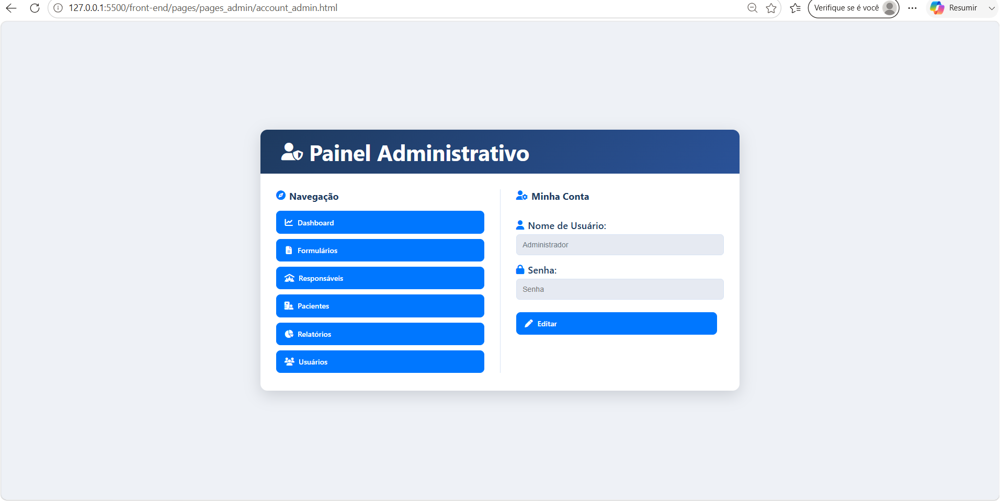 127.0.0.1:5500/front-end/pages/pages_admin/account_admin.html
Verifique se é você
Resumir
Painel Administrativo
Navegação
Dashboard
Formulários
Responsáveis
Pacientes
Relatórios
Usuários
Minha Conta
Nome de Usuário:
Administrador
Senha:
Senha
Editar